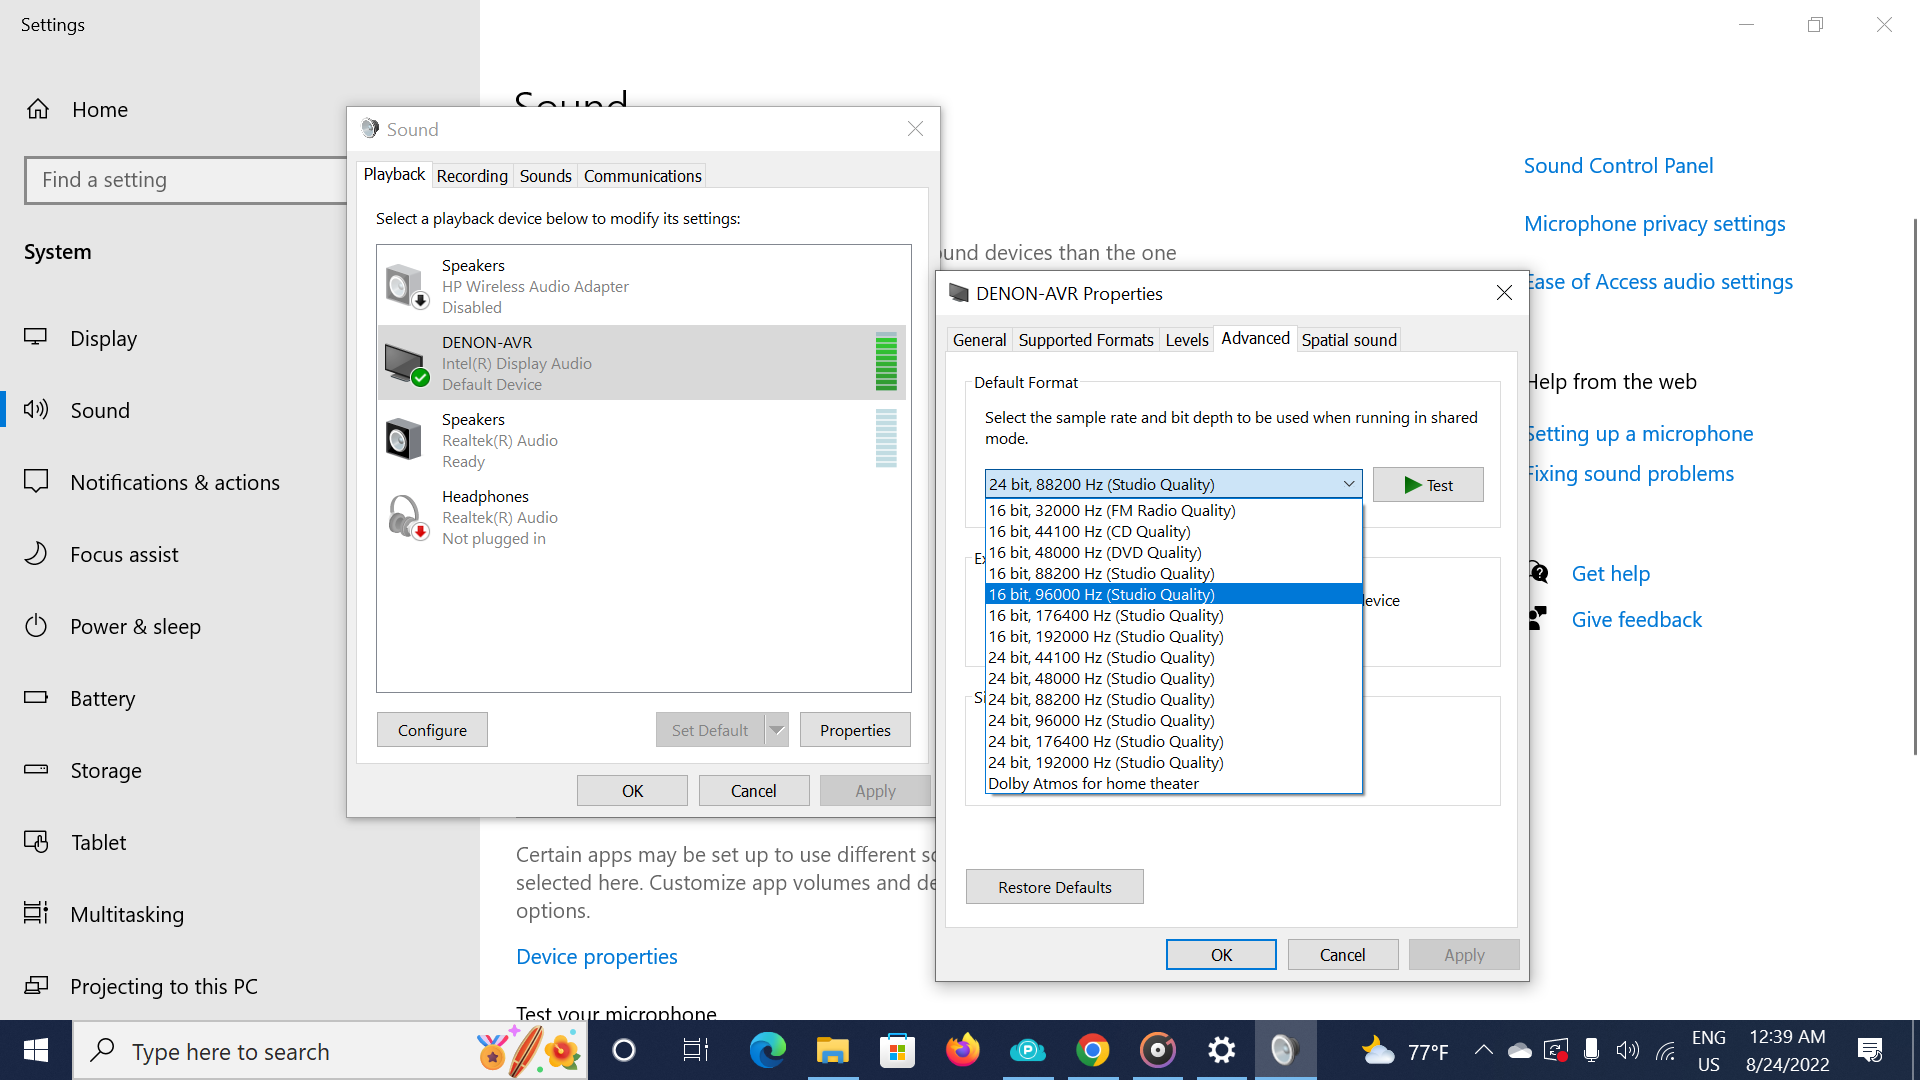 Settings
Home
Find a setting
System
Display
Sound
Notifications & actions
Focus assist
Power & sleep
Battery
Storage
Tablet
Multitasking
Projecting to this PC
Sound
Sound
Playback
Recording
Sounds
Communications
Select a playback device below to modify its settings:
Speakers
HP Wireless Audio Adapter
Disabled
DENON-AVR
Intel(R) Display Audio
Default Device
Speakers
Realtek(R) Audio
Ready
Headphones
Realtek(R) Audio
Not plugged in
Configure
Set Default
Properties
OK
Cancel
Apply
devices than the one
Certain apps may be set up to use different
selected here. Customize app volumes and
options.
Device properties
Test your microphone
DENON-AVR Properties
General
Supported Formats
Levels
Advanced
Spatial sound
Default Format
Select the sample rate and bit depth to be used when running in shared
mode.
24 bit, 88200 Hz (Studio Quality)
Test
16 bit, 32000 Hz (FM Radio Quality)
16 bit, 44100 Hz (CD Quality)
16 bit, 48000 Hz (DVD Quality)
16 bit, 88200 Hz (Studio Quality)
16 bit, 96000 Hz (Studio Quality)
16 bit, 176400 Hz (Studio Quality)
16 bit, 192000 Hz (Studio Quality)
24 bit, 44100 Hz (Studio Quality)
24 bit, 48000 Hz (Studio Quality)
24 bit, 88200 Hz (Studio Quality)
24 bit, 96000 Hz (Studio Quality)
24 bit, 176400 Hz (Studio Quality)
24 bit, 192000 Hz (Studio Quality)
Dolby Atmos for home theater
Restore Defaults
OK
Cancel
Apply
Sound Control Panel
Microphone privacy settings
Ease of Access audio settings
Help from the web
Setting up a microphone
Fixing sound problems
Get help
Give feedback
Type here to search
77°F
ENG
US
12:39 AM
8/24/2022